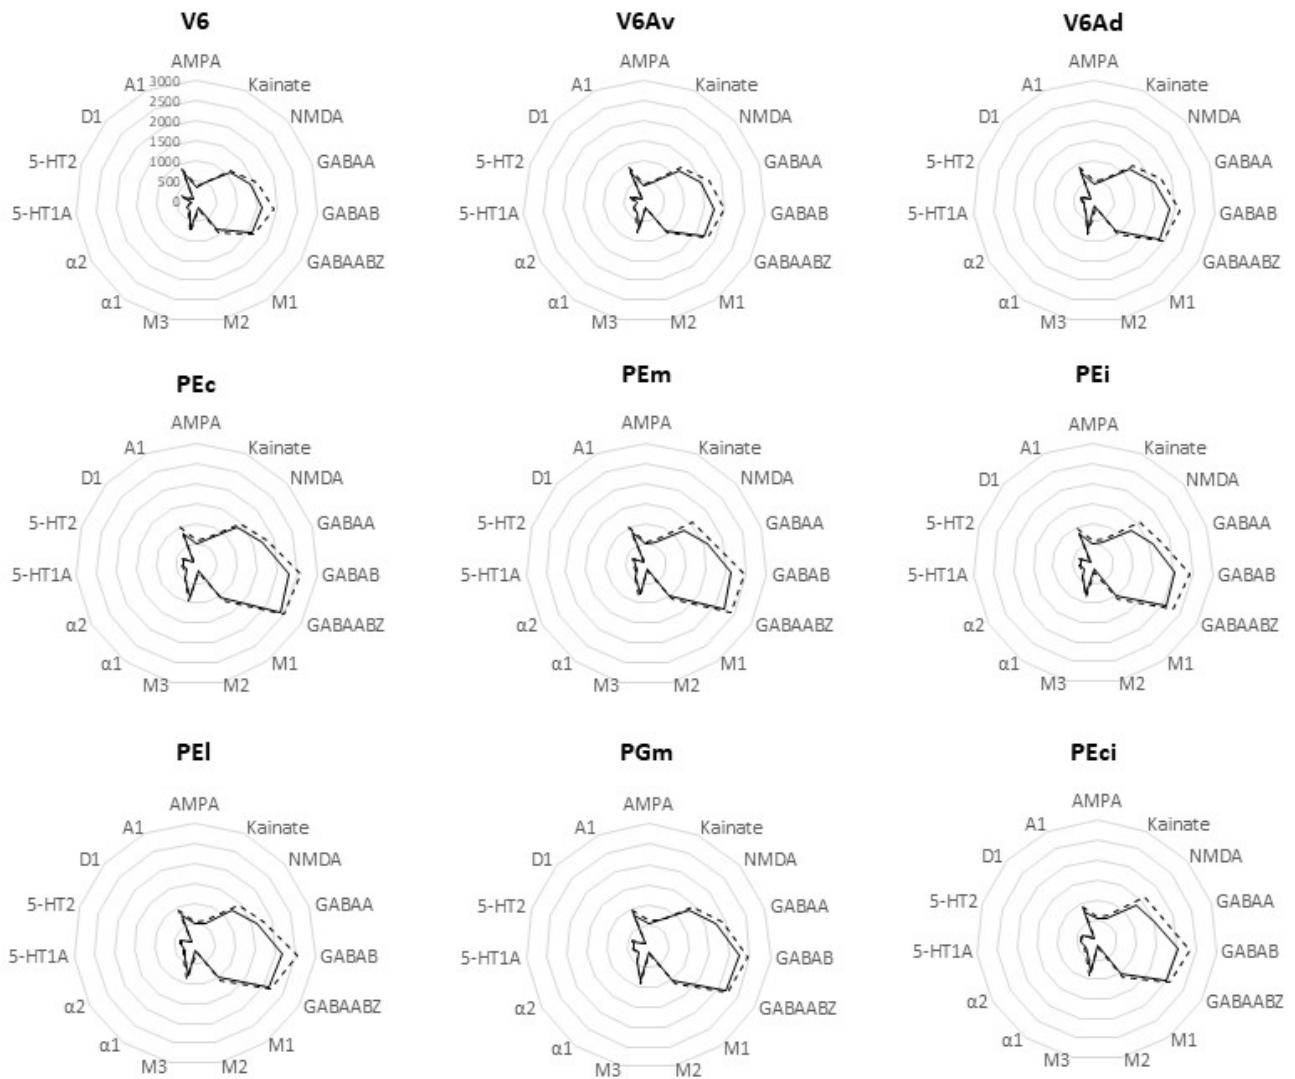 V6 V6Av V6Ad
AMPA AMPA AMPA
3000
A1 Kainate A1 Kainate A1 Kainate
2500
D1 2000 NMDA D1 NMDA D1 NMDA
1500
5-HT2 1000 GABAA 5-HT2 GABAA 5-HT2 GABAA
500
0
5-HT1A GABAB 5-HT1A GABAB 5-HT1A GABAB
α2 GABAABZ α2 GABAABZ α2 GABAABZ
α1 M1 α1 M1 α1 M1
M3 M2 M3 M2 M3 M2
PEc PEm PEi
AMPA AMPA AMPA
A1 Kainate A1 Kainate A1 Kainate
D1 NMDA D1 NMDA D1 NMDA
5-HT2 GABAA 5-HT2 GABAA 5-HT2 GABAA
5-HT1A GABAB 5-HT1A GABAB 5-HT1A GABAB
α2 GABAABZ α2 GABAABZ α2 GABAABZ
α1 M1 α1 M1 α1 M1
M3 M2 M3 M2 M3 M2
PEl PGm PEci
AMPA AMPA AMPA
A1 Kainate A1 Kainate A1 Kainate
D1 NMDA D1 NMDA D1 NMDA
5-HT2 GABAA 5-HT2 GABAA 5-HT2 GABAA
5-HT1A GABAB 5-HT1A GABAB 5-HT1A GABAB
α2 GABAABZ α2 GABAABZ α2 GABAABZ
α1 M1 α1 M1 α1 M1
M3 M2 M3 M2 M3 M2